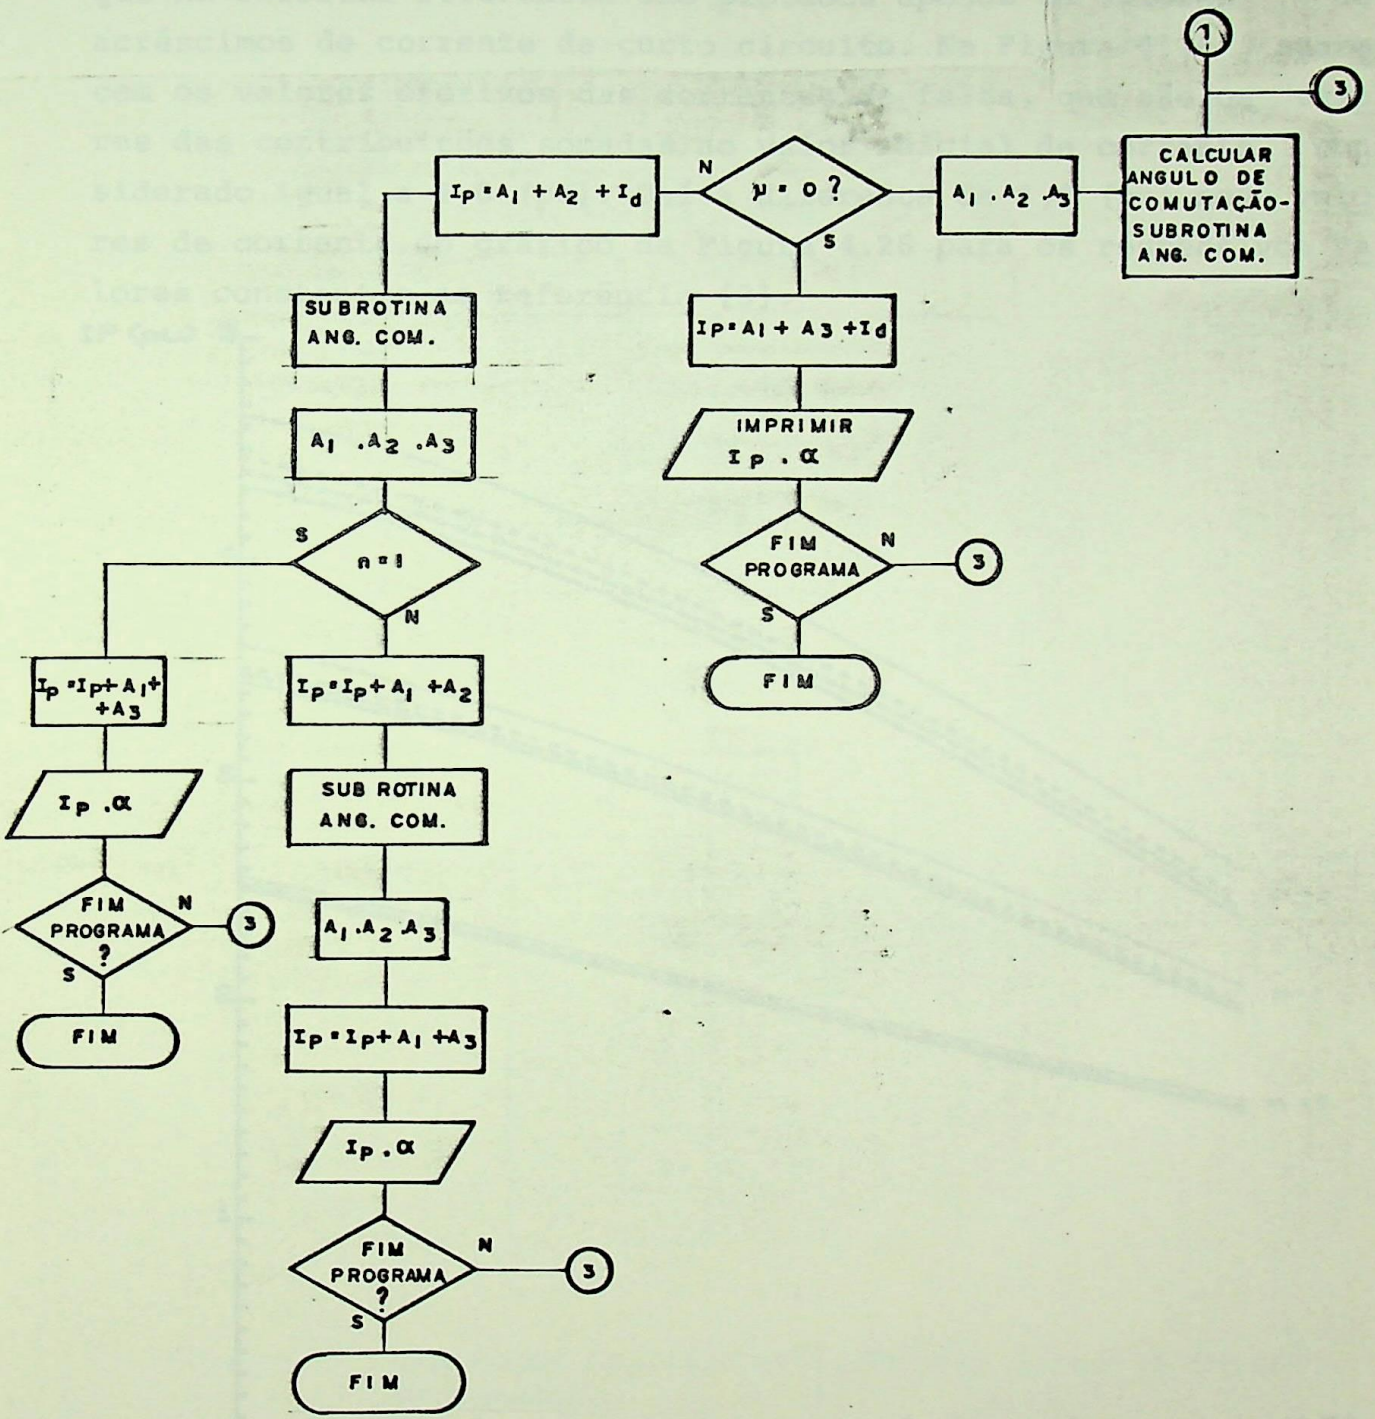 1
3
CALCULAR
ANGULO DE
COMUTAÇÃO-
SUBROTINA
ANG. COM.
A1 . A2 . A3
μ = 0 ?
N
S
IP = A1 + A2 + Id
IP = A1 + A3 + Id
IMPRIMIR
IP . α
FIM
PROGRAMA
N
3
S
FIM
SUBROTINA
ANG. COM.
A1 . A2 . A3
n = 1
S
N
IP = IP + A1 +
+ A3
IP . α
FIM
PROGRAMA
?
N
3
S
FIM
IP = IP + A1 + A2
SUB ROTINA
ANG. COM.
A1 . A2 . A3
IP = IP + A1 + A3
IP . α
FIM
PROGRAMA
?
N
3
S
FIM